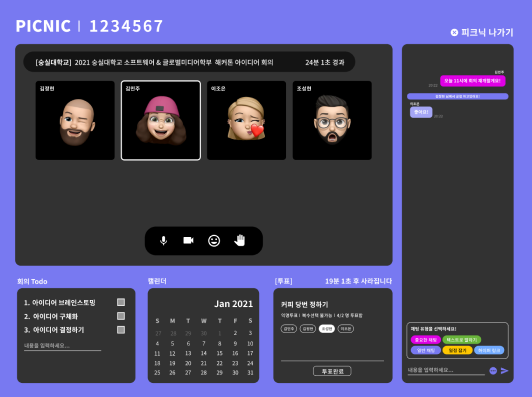 PICNIC | 1234567
피크닉 나가기
[숭실대학교] 2021 숭실대학교 소프트웨어 & 글로벌미디어학부 해커톤 아이디어 회의
24분 1초 경과
김정현
김민주
이조은
조성현
김민주
오늘 11시에 회의 재개할게요!
이조은
좋아요!
회의 Todo
1. 아이디어 브레인스토밍
2. 아이디어 구체화
3. 아이디어 결정하기
내용을 입력하세요...
캘린더
Jan 2021
S M T W T F S
27 28 29 30 1 2 3
4 5 6 7 8 9 10
11 12 13 14 15 16 17
18 19 20 21 22 23 24
25 26 27 28 29 30 31
[투표]
19분 1초 후 사라집니다
커피 당번 정하기
익명투표 | 복수선택 불가능 | 4/2 명 투표함
김민주
김정현
조성현
이조은
투표완료
채팅 유형을 선택하세요!
중요한 채팅
일정 잡기
내용을 입력하세요...